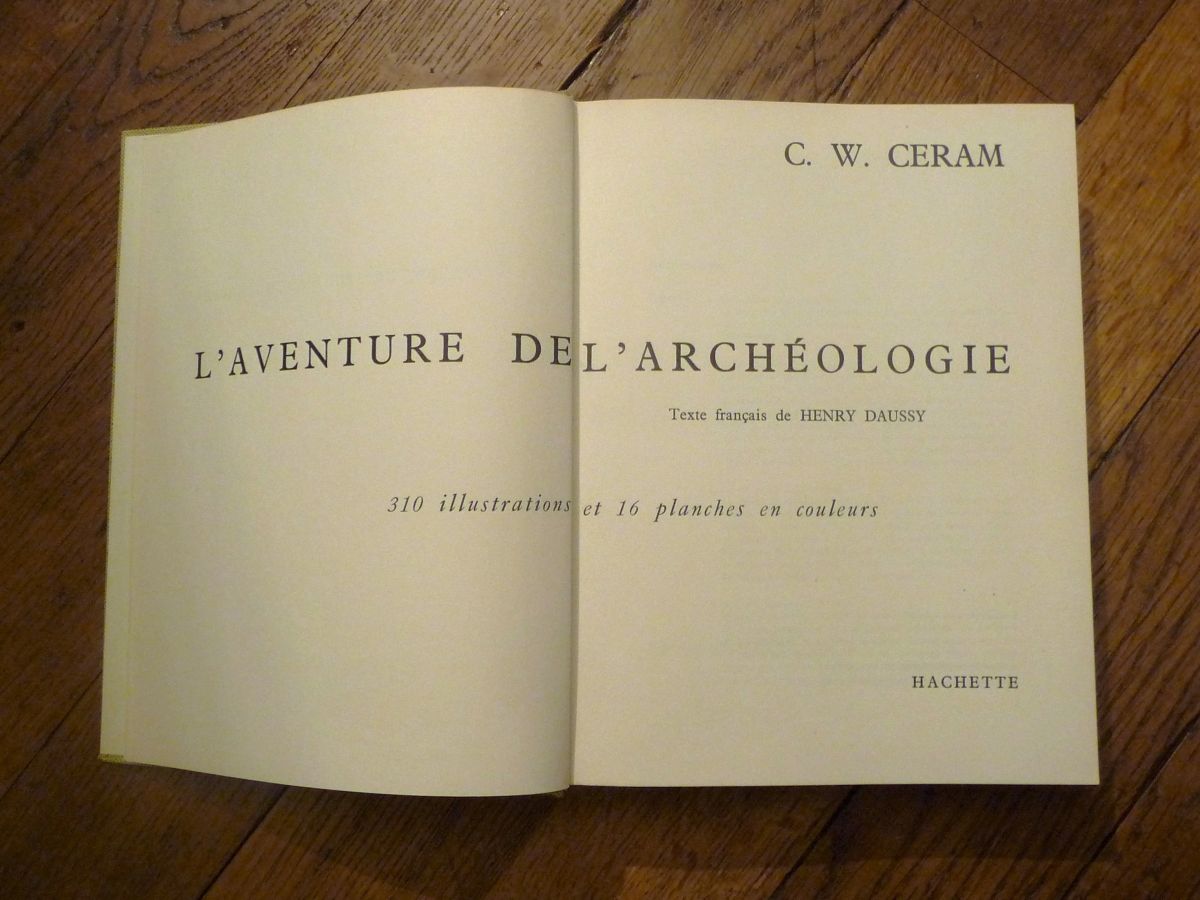 C. W. CERAM
L'AVENTURE DE L'ARCHÉOLOGIE
Texte français de HENRY DAUSSY
310 illustrations et 16 planches en couleurs
HACHETTE